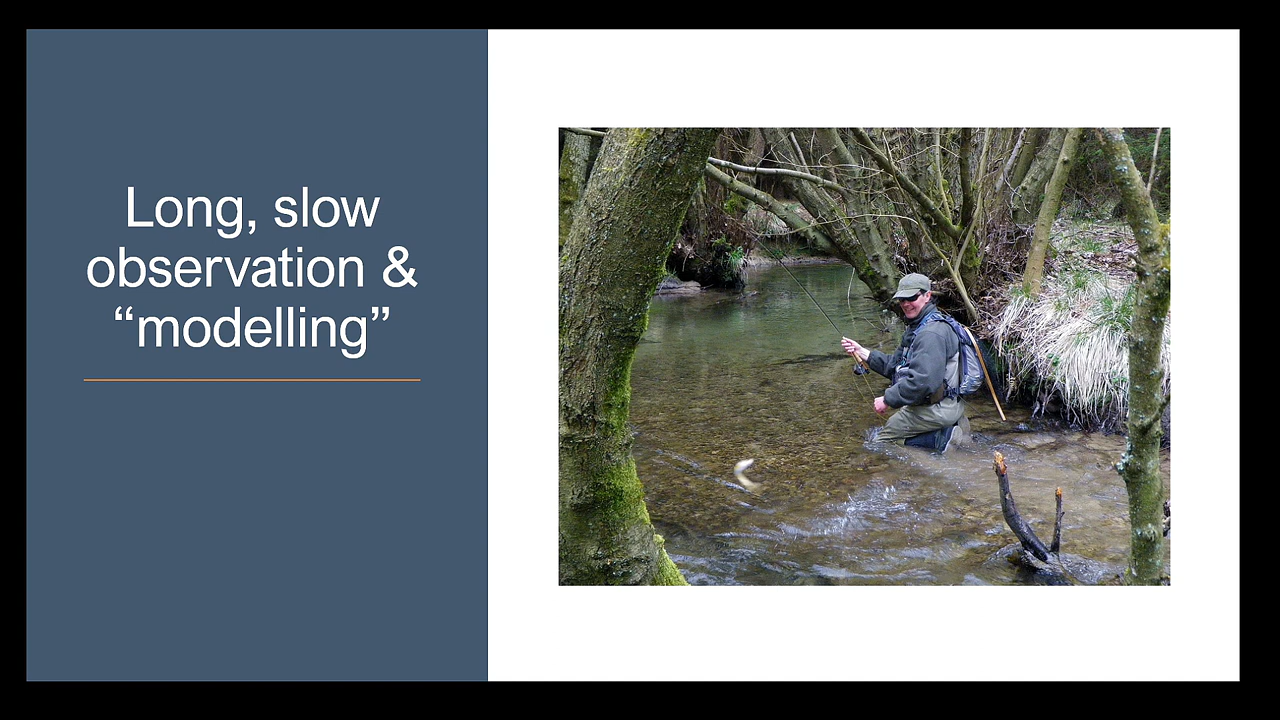 Long, slow
observation &
“modelling”